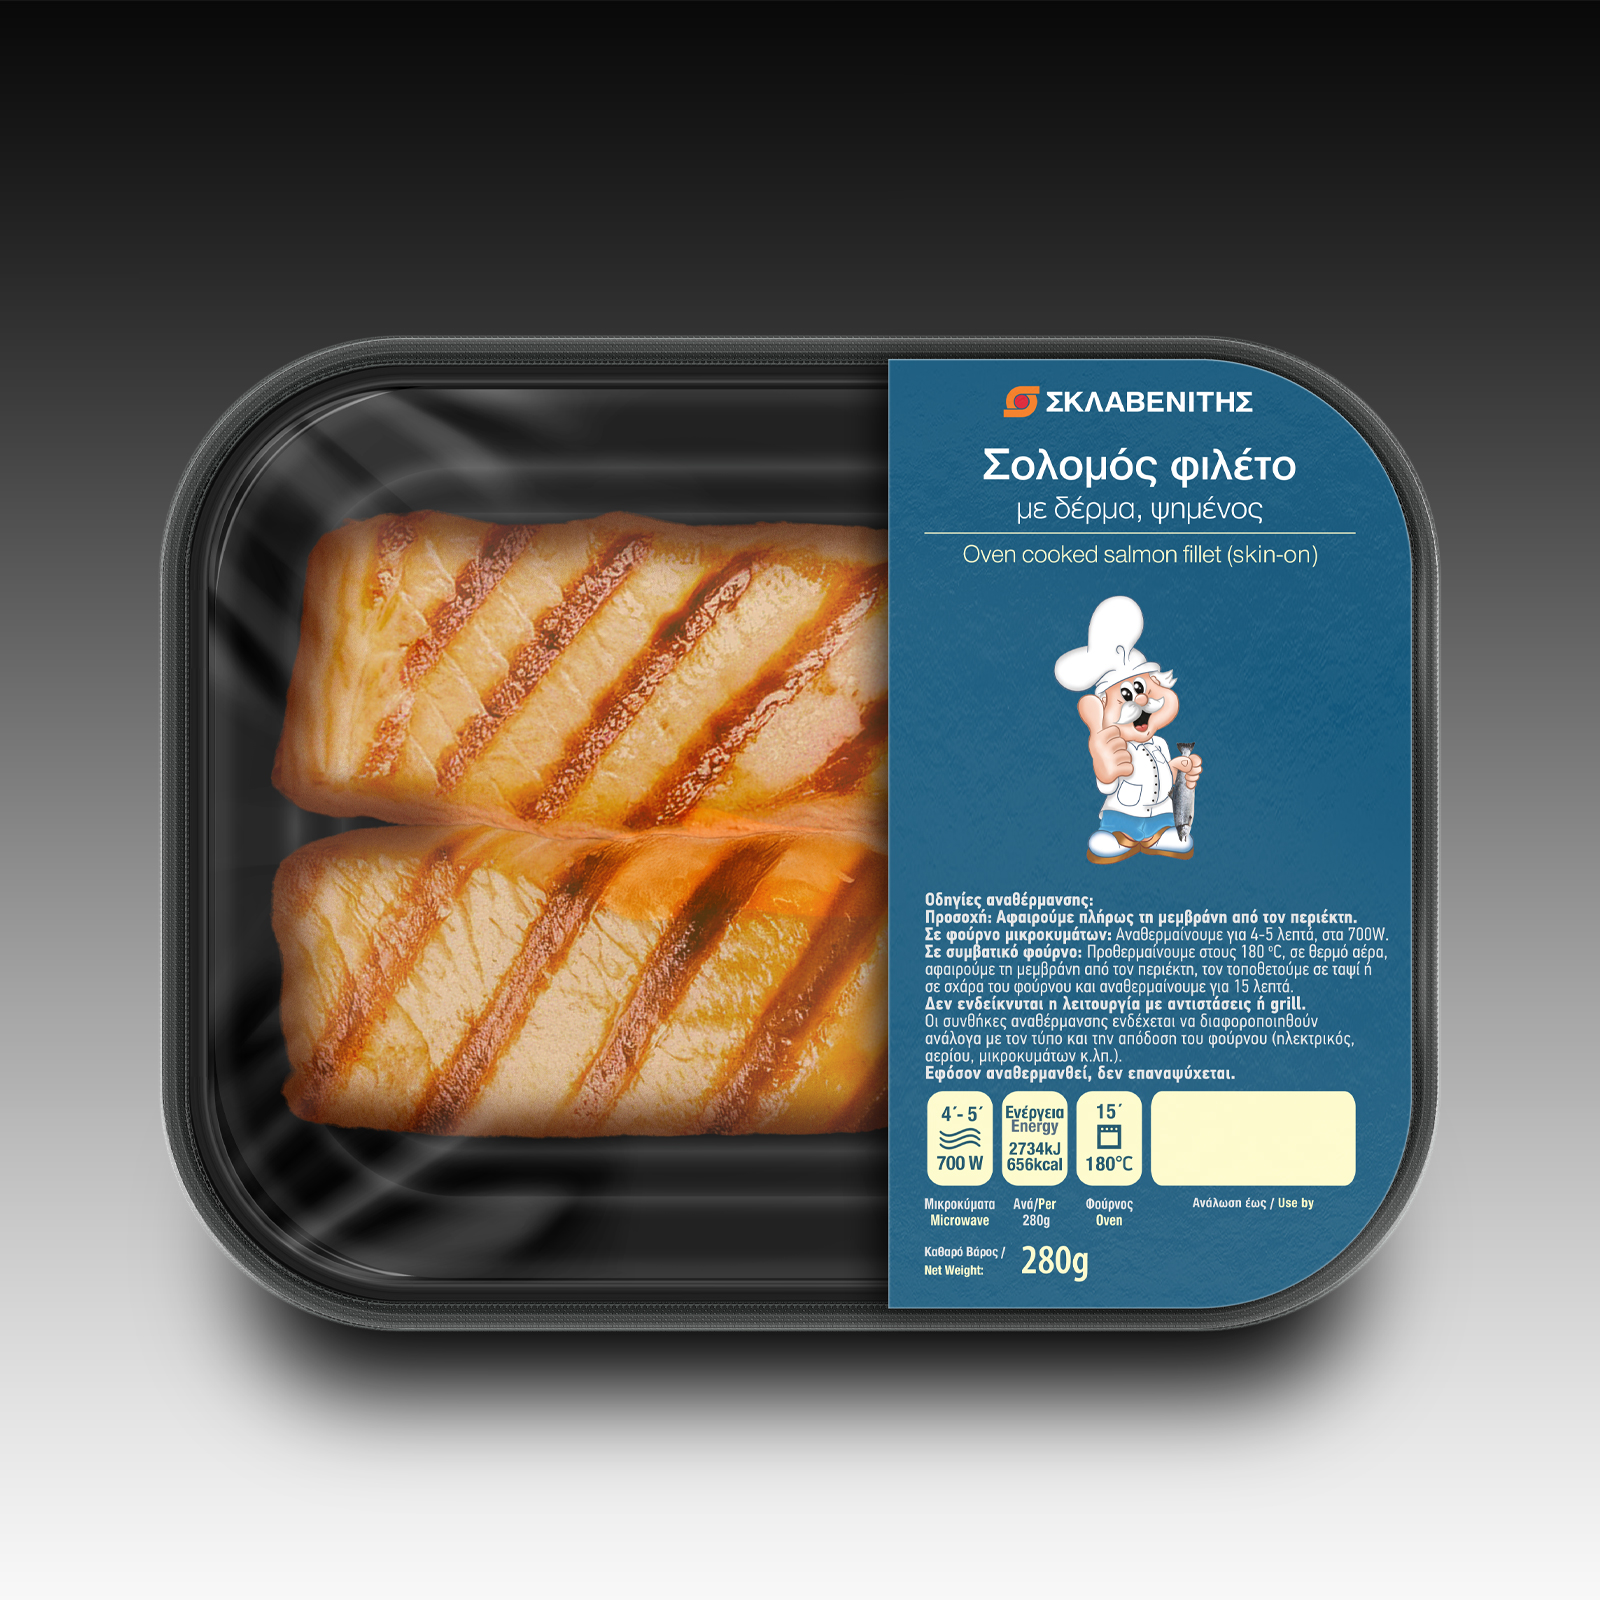 ΣΚΛΑΒΕΝΙΤΗΣ
Σολομός φιλέτο
με δέρμα, ψημένος
Oven cooked salmon fillet (skin-on)
Οδηγίες αναθέρμανσης:
Προσοχή: Αφαιρούμε πλήρως τη μεμβράνη από τον περιέκτη.
Σε φούρνο μικροκυμάτων: Αναθερμαίνουμε για 4-5 λεπτά, στα 700W.
Σε συμβατικό φούρνο: Προθερμαίνουμε στους 180 °C, σε θερμό αέρα,
αφαιρούμε τη μεμβράνη από τον περιέκτη, τον τοποθετούμε σε ταψί ή
σε σχάρα του φούρνου και αναθερμαίνουμε για 15 λεπτά.
Δεν ενδείκνυται η λειτουργία με αντιστάσεις ή grill.
Οι συνθήκες αναθέρμανσης ενδέχεται να διαφοροποιηθούν
ανάλογα με τον τύπο και την απόδοση του φούρνου (ηλεκτρικός,
αερίου, μικροκυμάτων κ.λπ.).
Εφόσον αναθερμανθεί, δεν επαναψύχεται.
4΄- 5΄
700 W
Μικροκύματα
Microwave
Ενέργεια
Energy
2734kJ
656kcal
Ανά/Per
280g
15΄
180°C
Φούρνος
Oven
Ανάλωση έως / Use by
Καθαρό Βάρος /
Net Weight:
280g